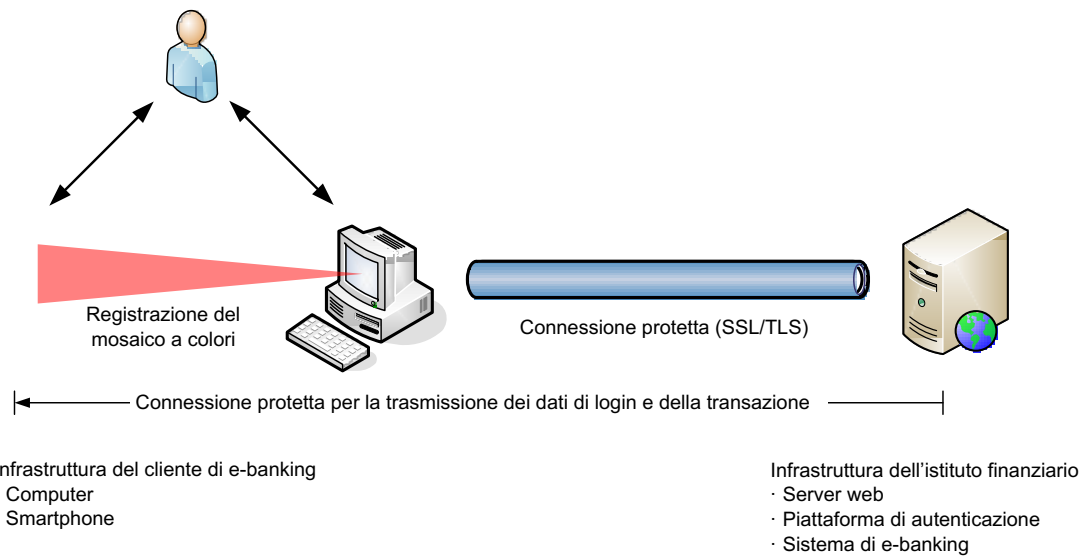 Registrazione del
mosaico a colori
Connessione protetta (SSL/TLS)
Connessione protetta per la trasmissione dei dati di login e della transazione
nfrastruttura del cliente di e-banking
Computer
Smartphone
Infrastruttura dell'istituto finanziario
· Server web
· Piattaforma di autenticazione
· Sistema di e-banking